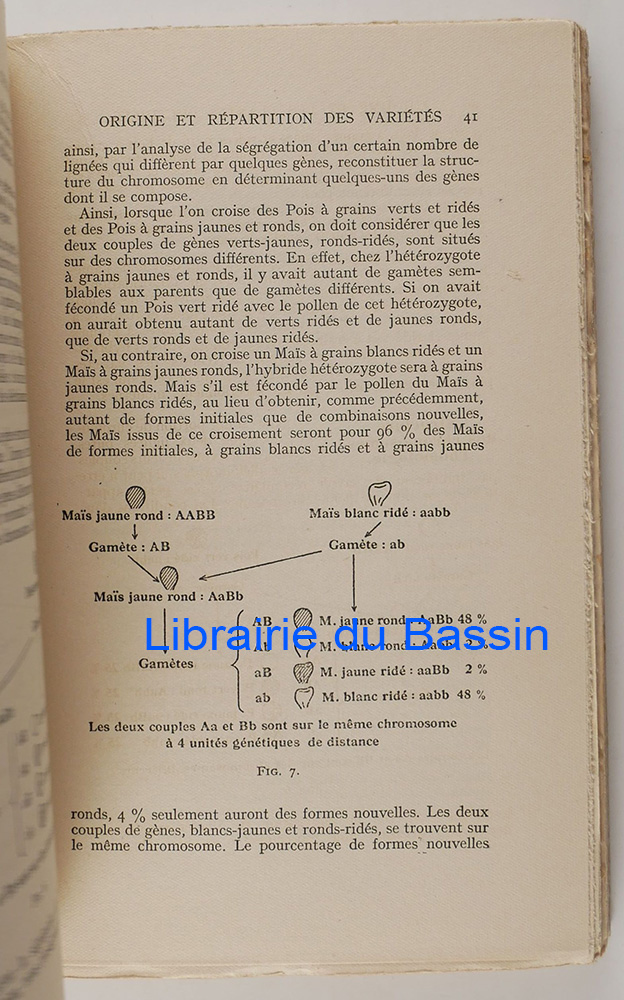 ORIGINE ET RÉPARTITION DES VARIÉTÉS 41
ainsi, par l'analyse de la ségrégation d'un certain nombre de
lignées qui diffèrent par quelques gènes, reconstituer la struc-
ture du chromosome en déterminant quelques-uns des gènes
dont il se compose.
Ainsi, lorsque l'on croise des Pois à grains verts et ridés
et des Pois à grains jaunes et ronds, on doit considérer que les
deux couples de gènes verts-jaunes, ronds-ridés, sont situés
sur des chromosomes différents. En effet, chez l'hétérozygote
à grains jaunes et ronds, il y avait autant de gamètes sem-
blables aux parents que de gamètes différents. Si on avait
fécondé un Pois vert ridé avec le pollen de cet hétérozygote,
on aurait obtenu autant de verts ridés et de jaunes ronds,
que de verts ronds et de jaunes ridés.
Si, au contraire, on croise un Maïs à grains blancs ridés et un
Maïs à grains jaunes ronds, l'hybride hétérozygote sera à grains
jaunes ronds. Mais s'il est fécondé par le pollen du Maïs à
grains blancs ridés, au lieu d'obtenir, comme précédemment,
autant de formes initiales que de combinaisons nouvelles,
les Maïs issus de ce croisement seront pour 96 % des Maïs
de formes initiales, à grains blancs ridés et à grains jaunes
Maïs jaune rond : AABB Maïs blanc ridé : aabb
Gamète : AB Gamète : ab
Maïs jaune rond : AaBb
AB M. jaune rond : AaBb 48 %
Librairie du Bassin
Ab M. blanc rond
Gamètes
aB M. jaune ridé : aaBb 2 %
ab M. blanc ridé : aabb 48 %
Les deux couples Aa et Bb sont sur le même chromosome
à 4 unités génétiques de distance
FIG. 7.
ronds, 4 % seulement auront des formes nouvelles. Les deux
couples de gènes, blancs-jaunes et ronds-ridés, se trouvent sur
le même chromosome. Le pourcentage de formes nouvelles